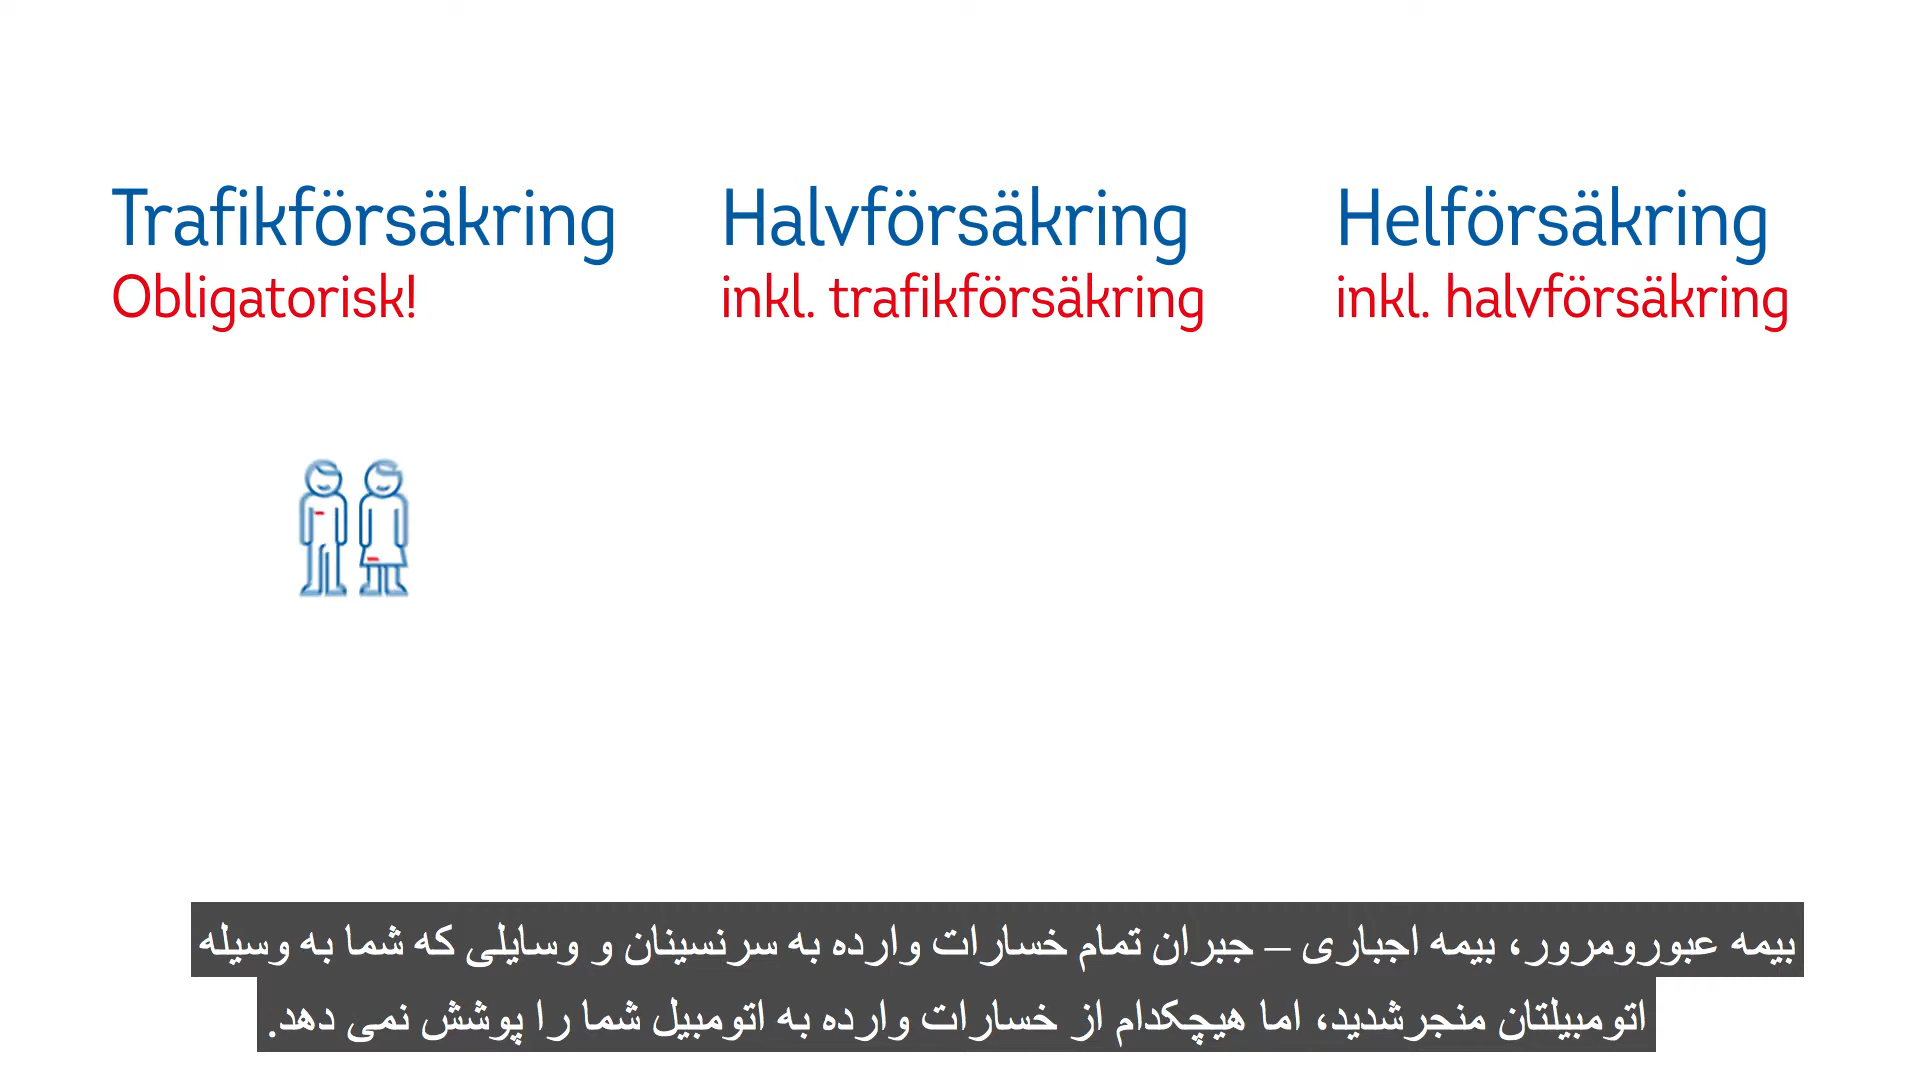 Trafikförsäkring
Obligatorisk!
Halvförsäkring
inkl. trafikförsäkring
Helförsäkring
inkl. halvförsäkring
بیمه عبورومرور، بیمه اجباری – جبران تمام خسارات وارده به سرنسینان و وسایلی که شما به وسیله
اتومبیلتان منجرشدید، اما هیچکدام از خسارات وارده به اتومبیل شما را پوشش نمی دهد.